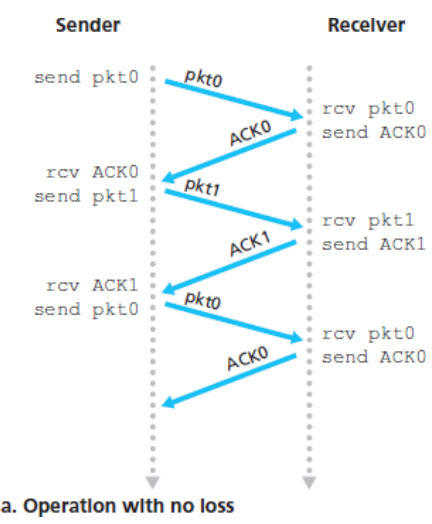 Sender
Receiver
send pkt0
pkt0
rcv pkt0
send ACK0
ACK0
rcv ACK0
send pkt1
pkt1
rcv pkt1
send ACK1
ACK1
rcv ACK1
send pkt0
pkt0
rcv pkt0
send ACK0
ACK0
a. Operation with no loss